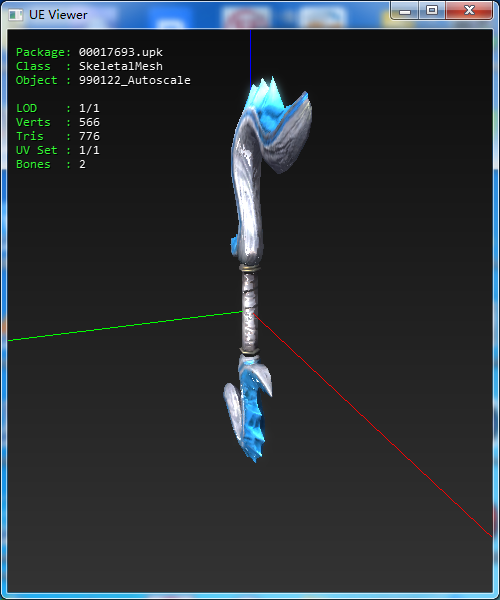 UE Viewer
Package: 00017693.upk
Class : SkeletalMesh
Object : 990122_Autoscale
LOD : 1/1
Verts : 566
Tris : 776
UV Set : 1/1
Bones : 2